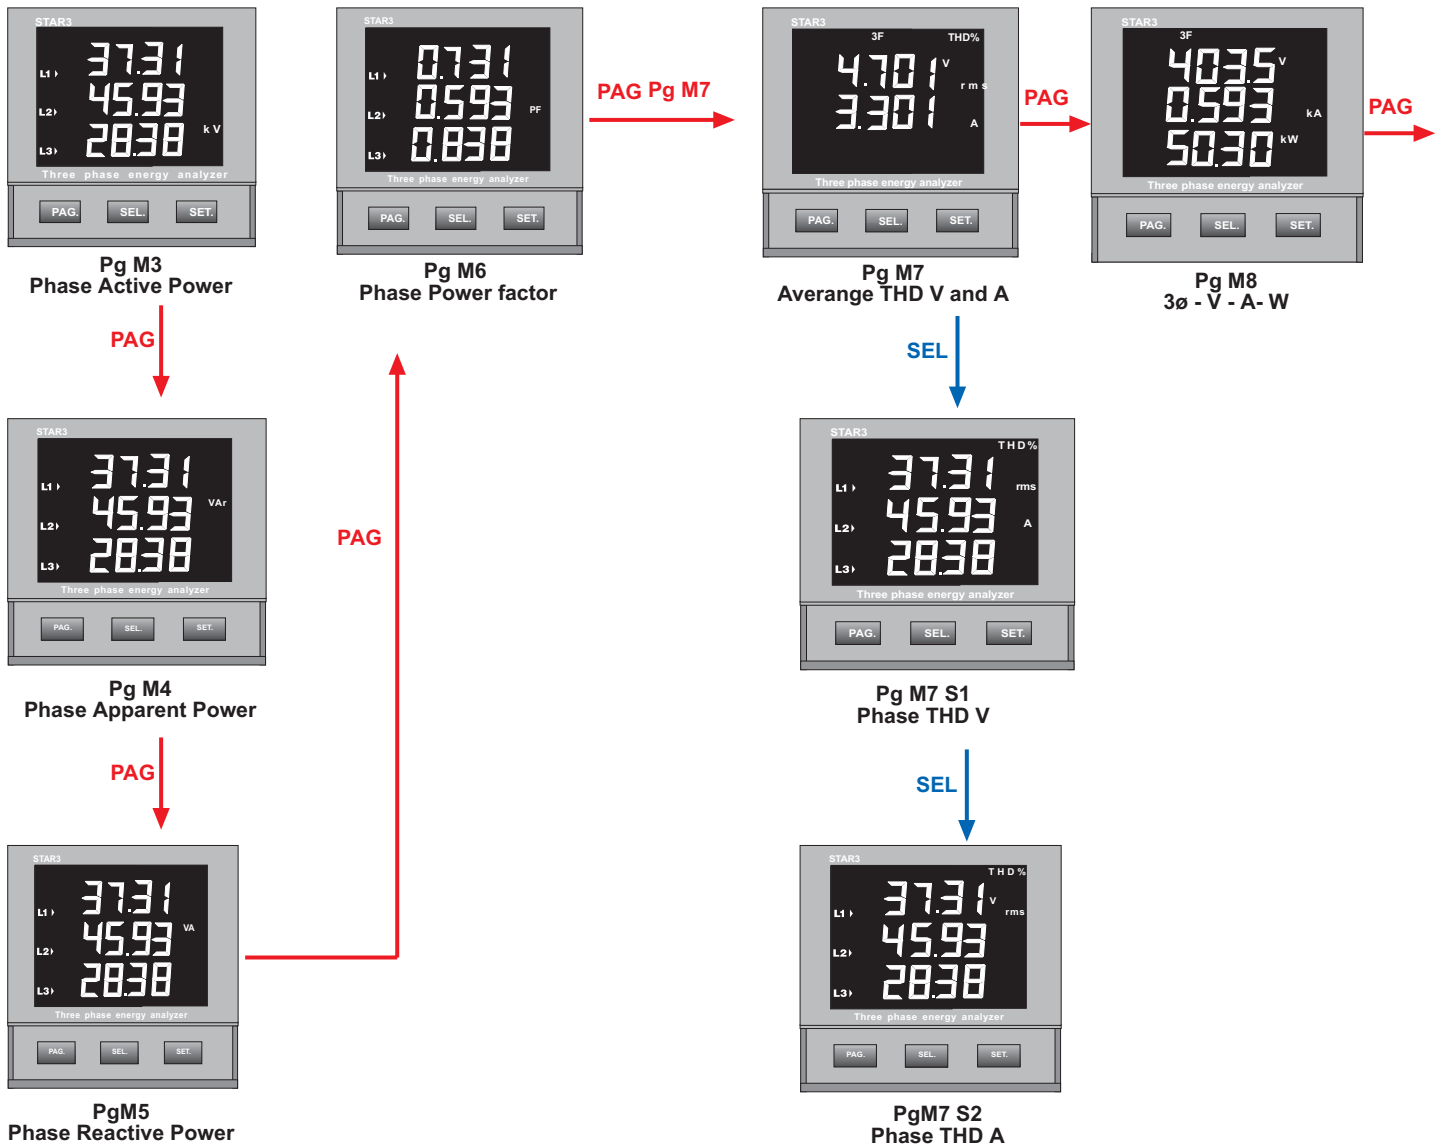 STAR3
37.31
L1
45.93
L2
28.38
kV
L3
Three phase energy analyzer
PAG. SEL. SET.
Pg M3
Phase Active Power
PAG
STAR3
37.31
L1
45.93
VAr
L2
28.38
L3
Three phase energy analyzer
PAG. SEL. SET.
Pg M4
Phase Apparent Power
PAG
STAR3
37.31
L1
45.93
VA
L2
28.38
L3
Three phase energy analyzer
PAG. SEL. SET.
PgM5
Phase Reactive Power
PAG
STAR3
0.731
L1
0.593
PF
L2
0.838
L3
Three phase energy analyzer
PAG. SEL. SET.
Pg M6
Phase Power factor
PAG Pg M7
STAR3
3F THD%
4.701 V
rms
3.301 A
Three phase energy analyzer
PAG. SEL. SET.
Pg M7
Averange THD V and A
PAG
STAR3
3F
403.5 V
0.593 kA
50.30 kW
Three phase energy analyzer
PAG. SEL. SET.
Pg M8
3ø - V - A- W
PAG
SEL
STAR3
THD%
37.31
L1 rms
45.93 A
L2
28.38
L3
Three phase energy analyzer
PAG. SEL. SET.
Pg M7 S1
Phase THD V
SEL
STAR3
THD%
37.31 V
L1 rms
45.93
L2
28.38
L3
Three phase energy analyzer
PAG. SEL. SET.
PgM7 S2
Phase THD A